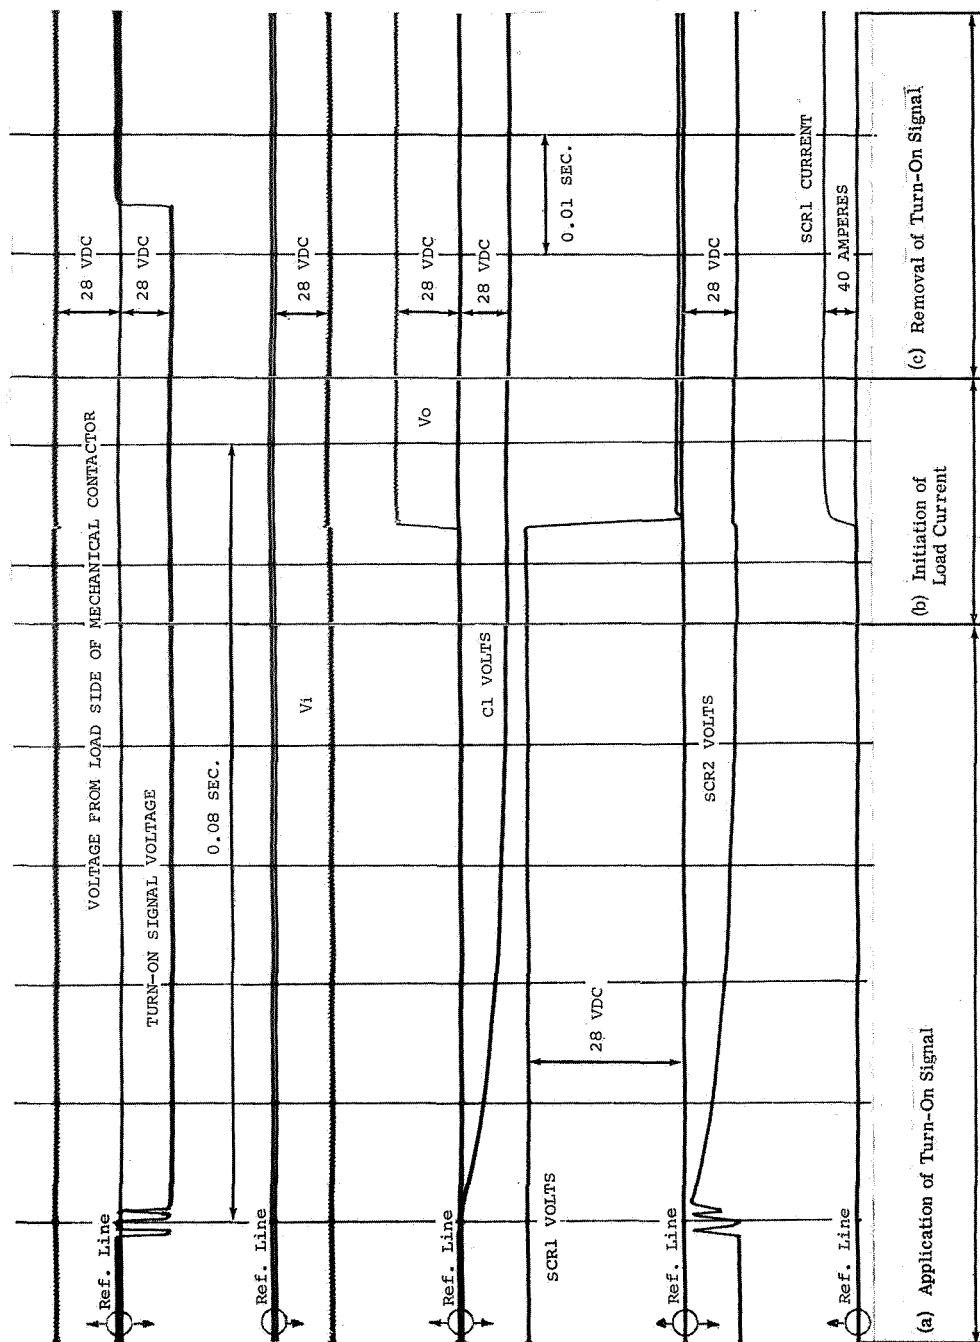 28 VDC
28 VDC
VOLTAGE FROM LOAD SIDE OF MECHANICAL CONTACTOR
TURN-ON SIGNAL VOLTAGE
0.08 SEC.
Ref. Line
28 VDC
Vi
Ref. Line
28 VDC
28 VDC
Vo
C1 VOLTS
0.01 SEC.
Ref. Line
SCR1 VOLTS
28 VDC
28 VDC
SCR2 VOLTS
Ref. Line
SCR1 CURRENT
40 AMPERES
Ref. Line
(a) Application of Turn-On Signal
(b) Initiation of
Load Current
(c) Removal of Turn-On Signal